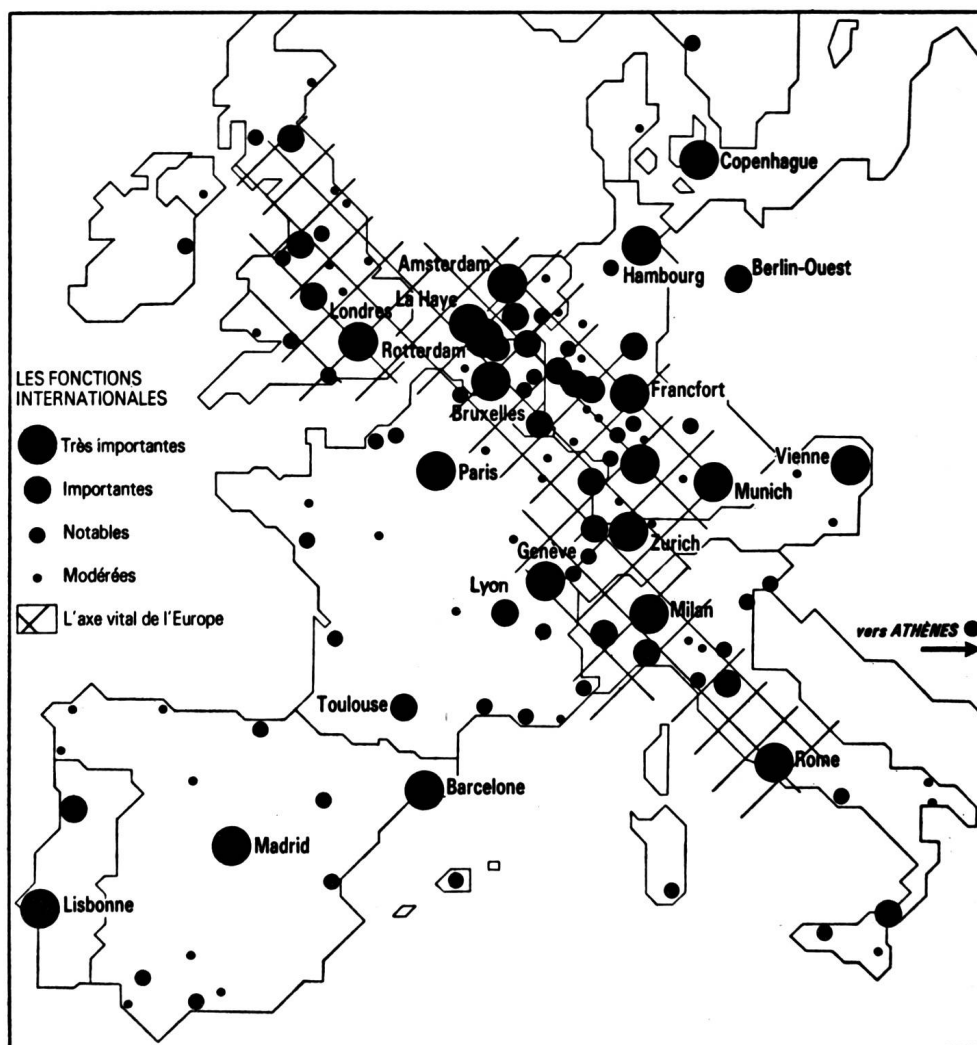 Copenhague
Hambourg
Berlin-Ouest
Amsterdam
La Haye
Londres
Rotterdam
Bruxelles
Francfort
LES FONCTIONS
INTERNATIONALES
Très importantes
Importantes
Notables
Modérées
L'axe vital de l'Europe
Paris
Vienne
Munich
Zurich
Genève
Lyon
Milan
vers ATHÈNES
Toulouse
Rome
Barcelone
Madrid
Lisbonne